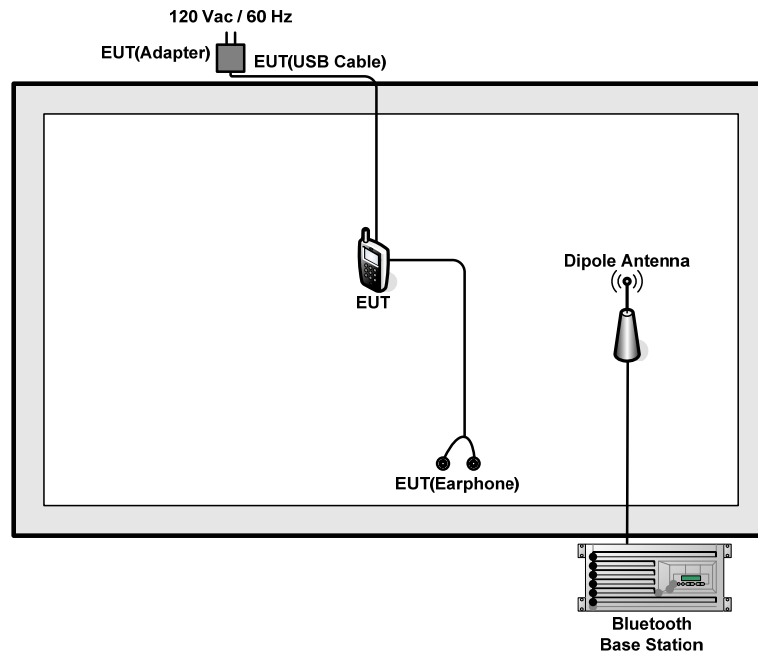 120 Vac / 60 Hz
EUT(Adapter)
EUT(USB Cable)
Dipole Antenna
EUT
EUT(Earphone)
Bluetooth
Base Station